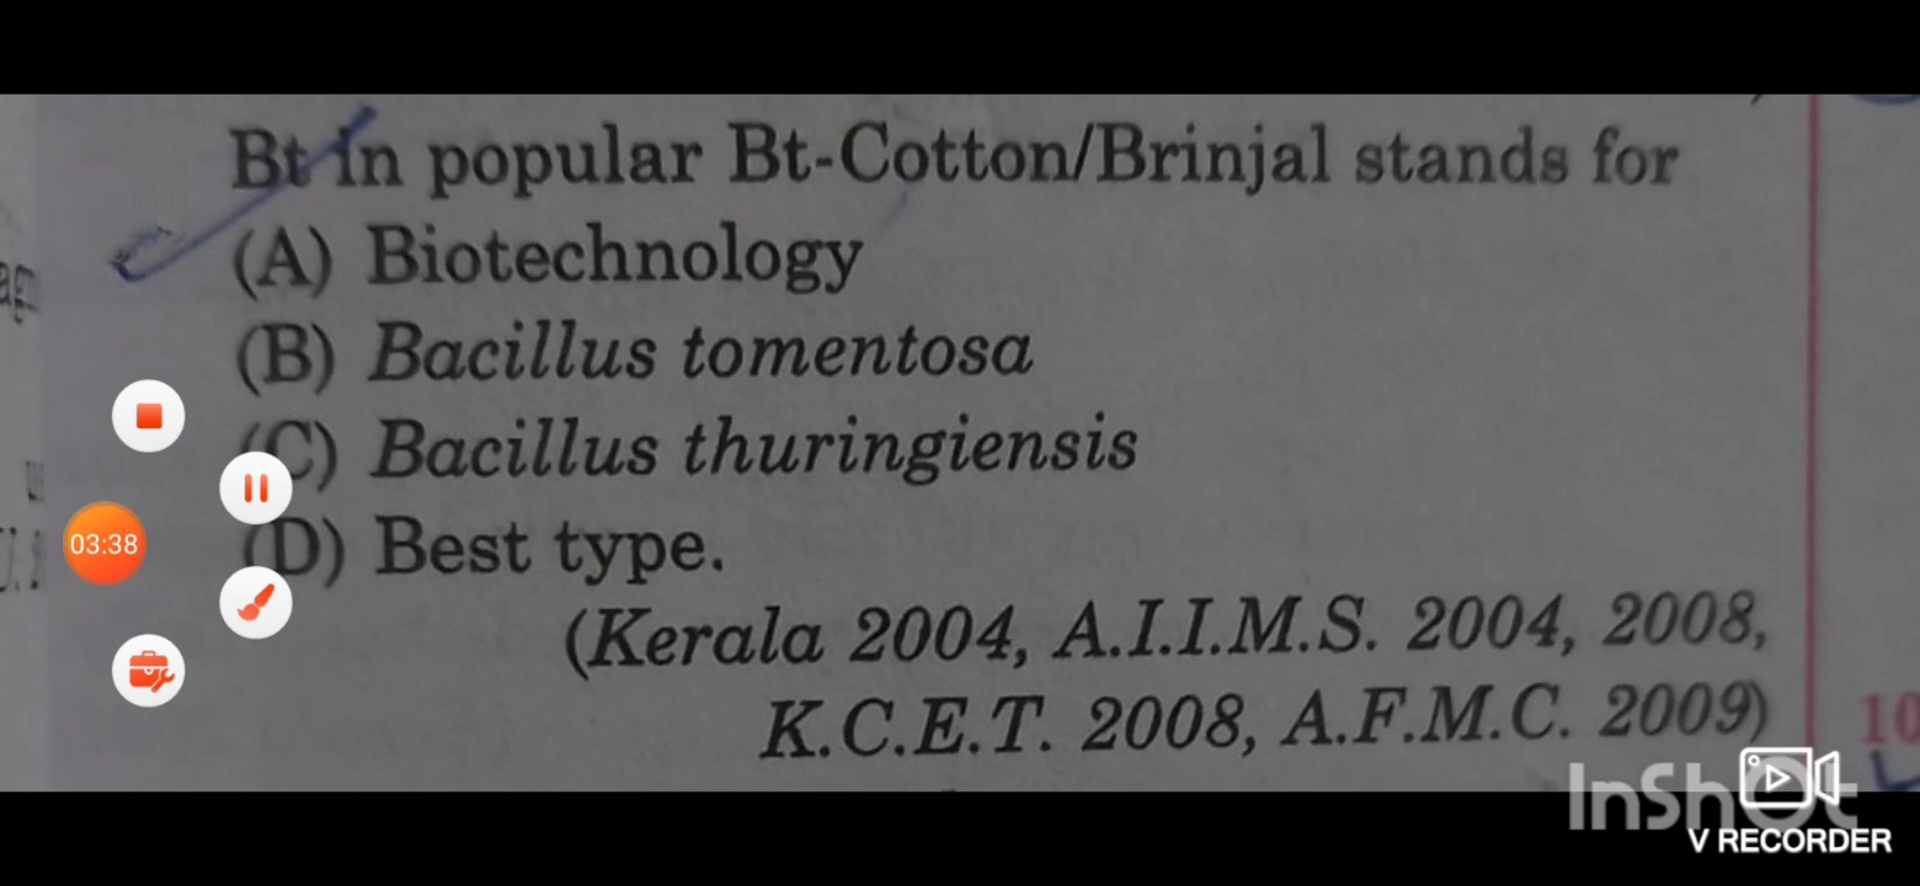 Bt in popular Bt-Cotton/Brinjal stands for
(A) Biotechnology
(B) Bacillus tomentosa
(C) Bacillus thuringiensis
03:38
(D) Best type.
(Kerala 2004, A.I.I.M.S. 2004, 2008,
K.C.E.T. 2008, A.F.M.C. 2009)
10
InShot
V RECORDER